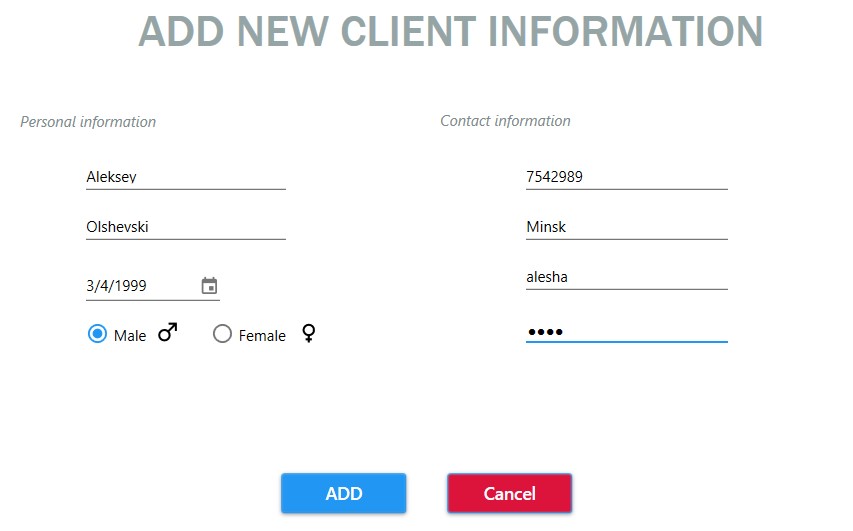 ADD NEW CLIENT INFORMATION
Personal information
Aleksey
Olshevski
3/4/1999
Male
Female
Contact information
7542989
Minsk
alesha
••••
ADD
Cancel